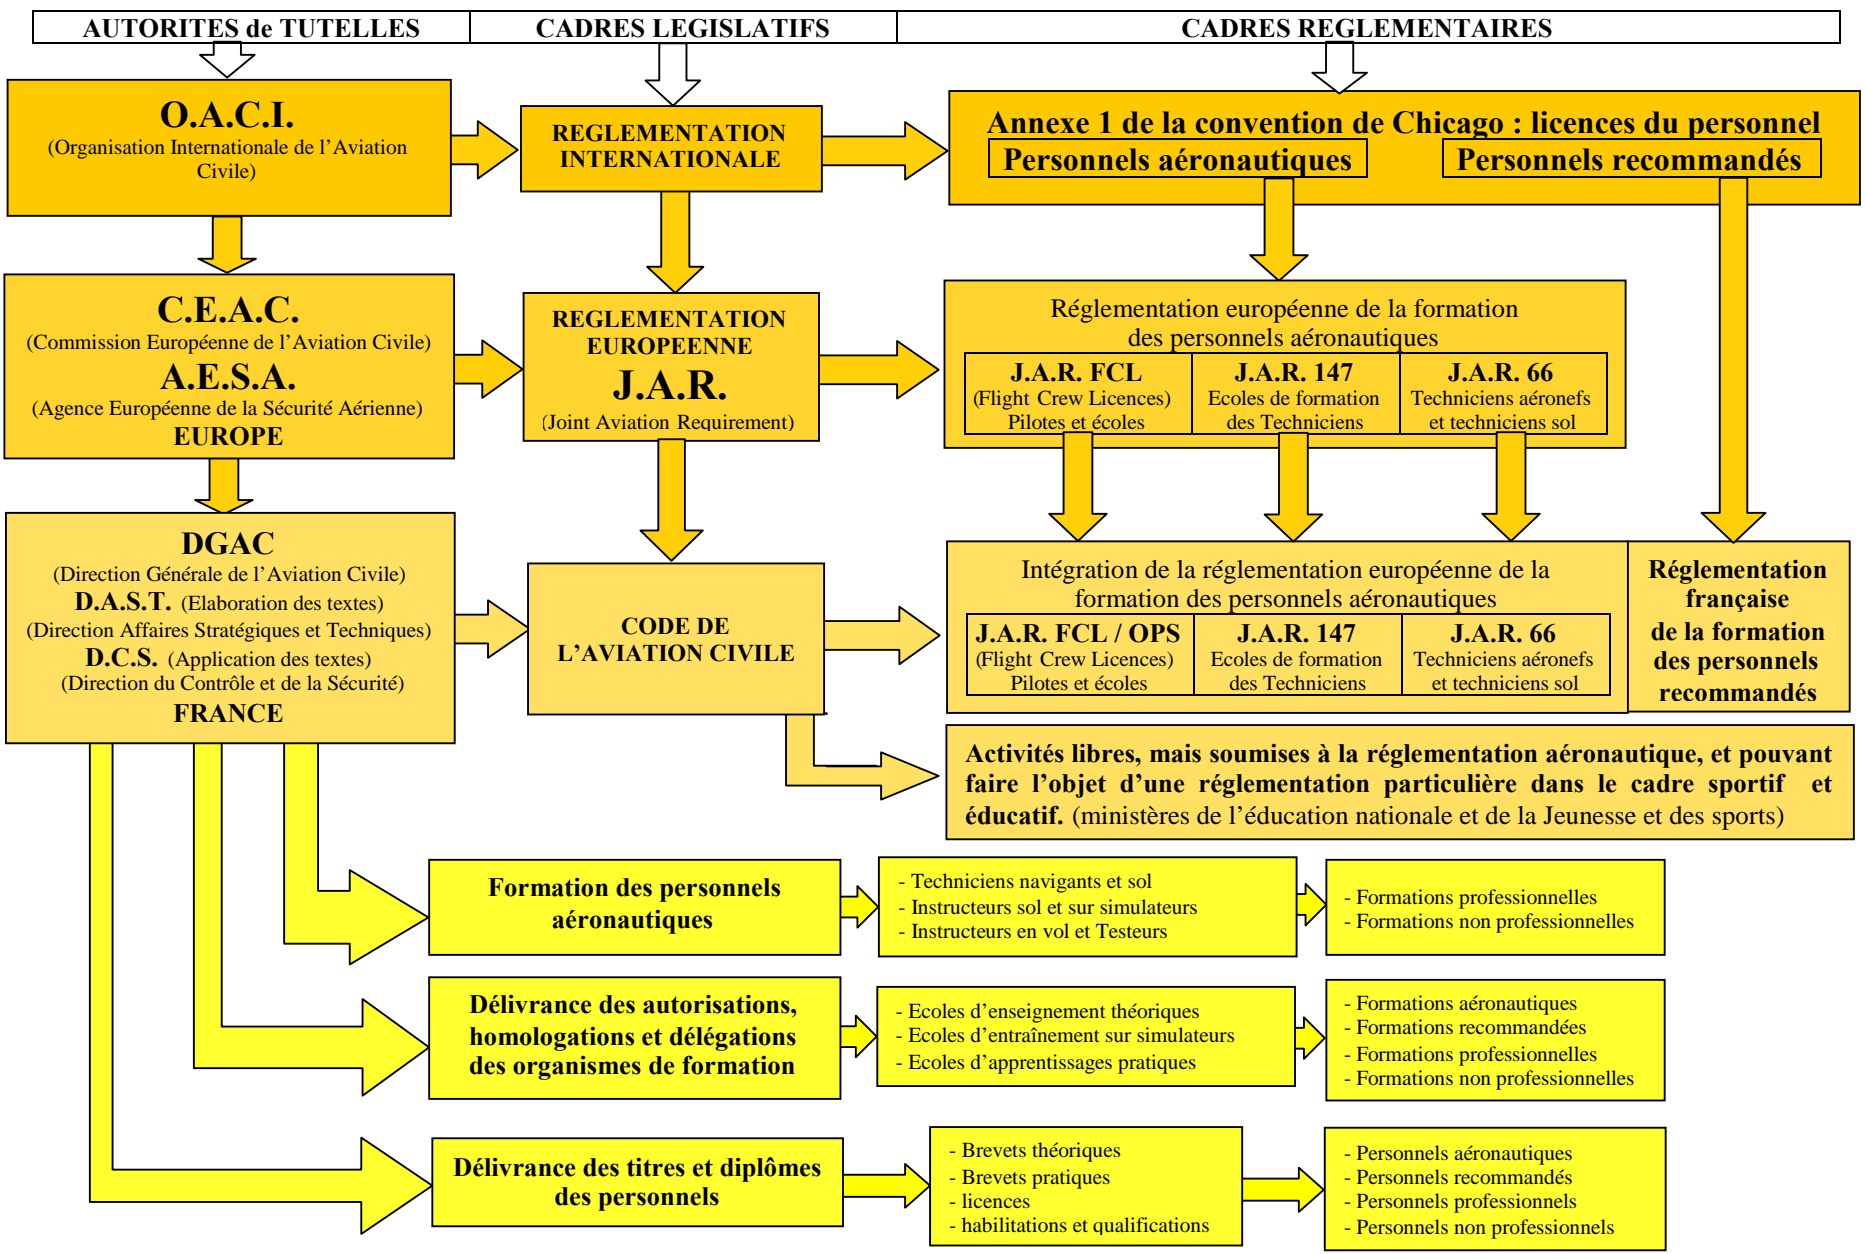 AUTORITES de TUTELLES
CADRES LEGISLATIFS
CADRES REGLEMENTAIRES
O.A.C.I.
(Organisation Internationale de l’Aviation
Civile)
REGLEMENTATION
INTERNATIONALE
Annexe 1 de la convention de Chicago : licences du personnel
Personnels aéronautiques
Personnels recommandés
C.E.A.C.
(Commission Européenne de l’Aviation Civile)
A.E.S.A.
(Agence Européenne de la Sécurité Aérienne)
EUROPE
REGLEMENTATION
EUROPEENNE
J.A.R.
(Joint Aviation Requirement)
Réglementation européenne de la formation
des personnels aéronautiques
J.A.R. FCL
(Flight Crew Licences)
Pilotes et écoles
J.A.R. 147
Ecoles de formation
des Techniciens
J.A.R. 66
Techniciens aéronefs
et techniciens sol
DGAC
(Direction Générale de l’Aviation Civile)
D.A.S.T. (Elaboration des textes)
(Direction Affaires Stratégiques et Techniques)
D.C.S. (Application des textes)
(Direction du Contrôle et de la Sécurité)
FRANCE
CODE DE
L’AVIATION CIVILE
Intégration de la réglementation européenne de la
formation des personnels aéronautiques
J.A.R. FCL / OPS
(Flight Crew Licences)
Pilotes et écoles
J.A.R. 147
Ecoles de formation
des Techniciens
J.A.R. 66
Techniciens aéronefs
et techniciens sol
Réglementation
française
de la formation
des personnels
recommandés
Activités libres, mais soumises à la réglementation aéronautique, et pouvant
faire l’objet d’une réglementation particulière dans le cadre sportif et
éducatif. (ministères de l’éducation nationale et de la Jeunesse et des sports)
Formation des personnels
aéronautiques
- Techniciens navigants et sol
- Instructeurs sol et sur simulateurs
- Instructeurs en vol et Testeurs
- Formations professionnelles
- Formations non professionnelles
Délivrance des autorisations,
homologations et délégations
des organismes de formation
- Ecoles d’enseignement théoriques
- Ecoles d’entraînement sur simulateurs
- Ecoles d’apprentissages pratiques
- Formations aéronautiques
- Formations recommandées
- Formations professionnelles
- Formations non professionnelles
Délivrance des titres et diplômes
des personnels
- Brevets théoriques
- Brevets pratiques
- licences
- habilitations et qualifications
- Personnels aéronautiques
- Personnels recommandés
- Personnels professionnels
- Personnels non professionnels